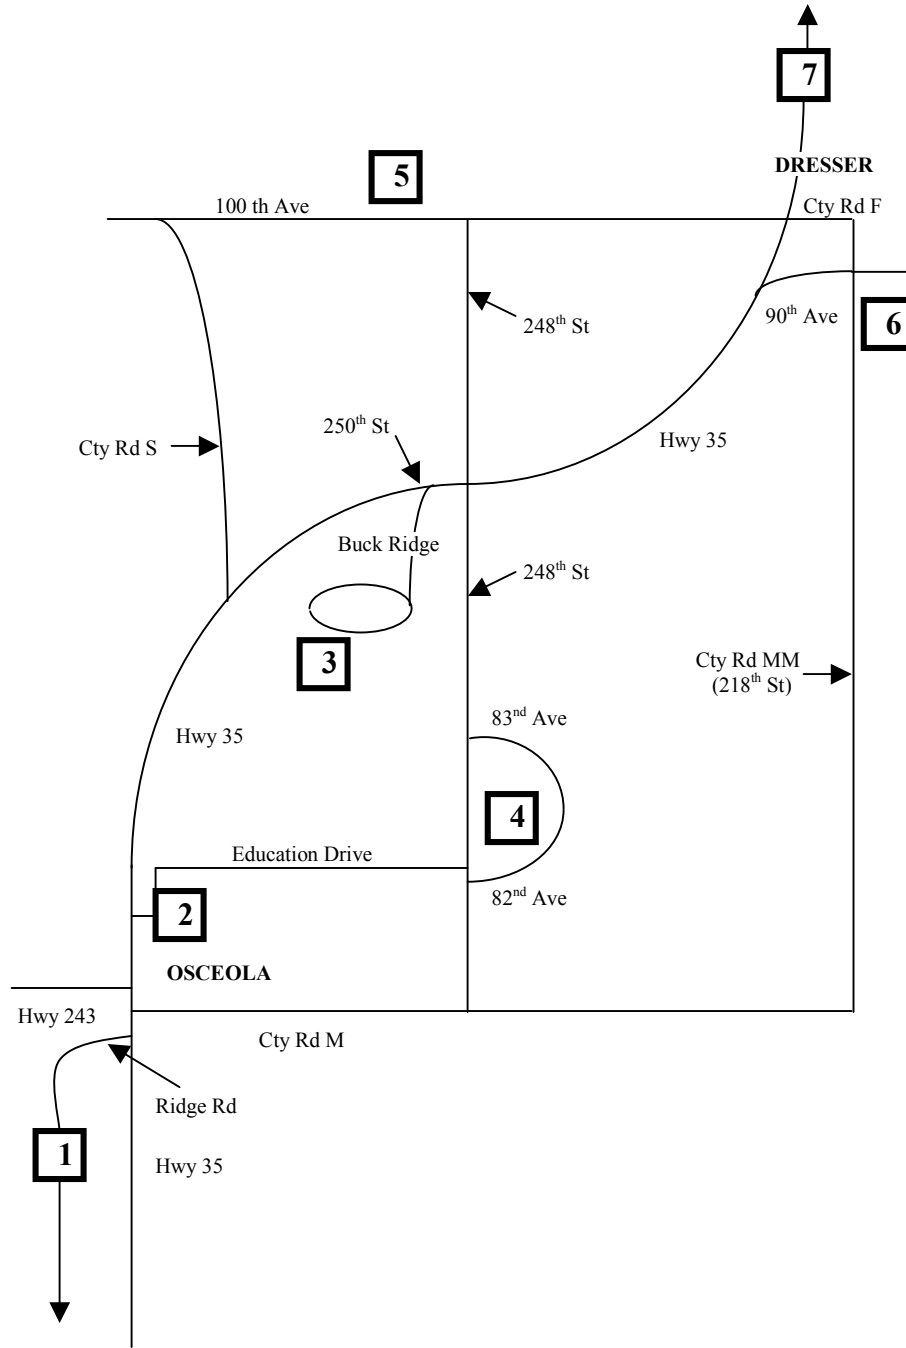 7
DRESSER
5
100 th Ave
Cty Rd F
248th St
90th Ave
6
250th St
Hwy 35
Cty Rd S
Buck Ridge
248th St
3
Cty Rd MM
(218th St)
83rd Ave
Hwy 35
4
Education Drive
82nd Ave
2
OSCEOLA
Hwy 243
Cty Rd M
Ridge Rd
1
Hwy 35